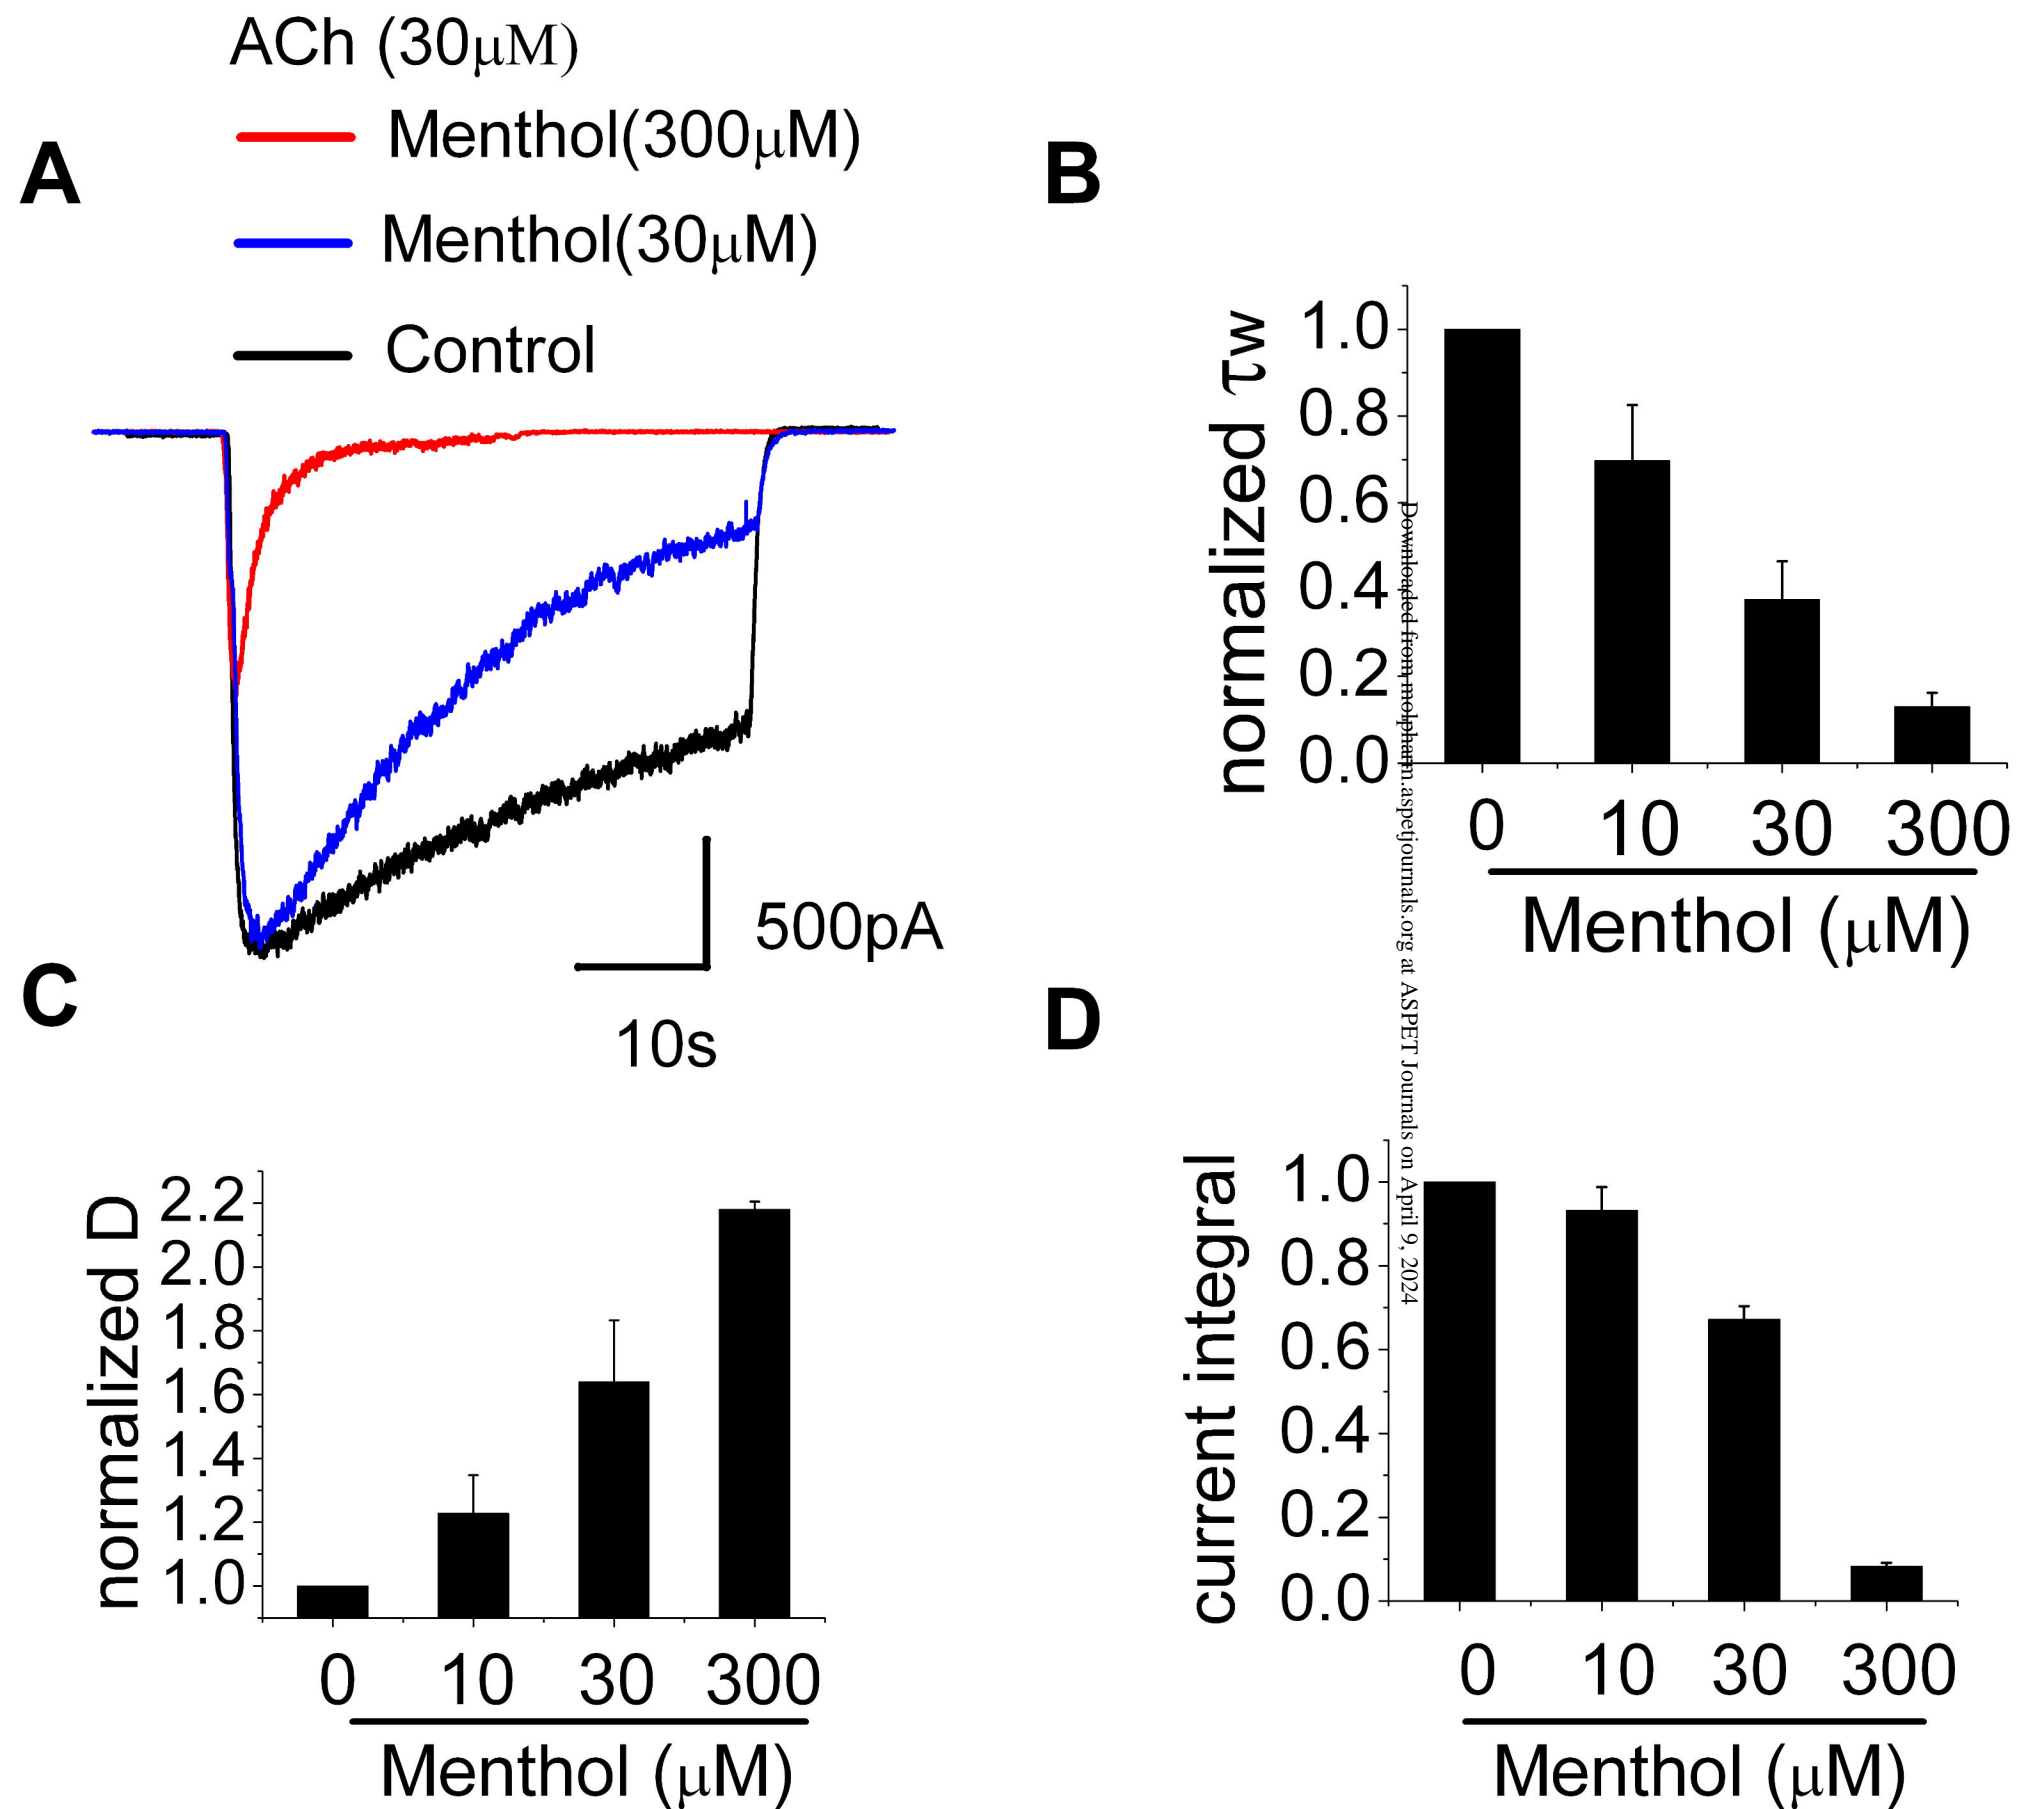 ACh (30μM)
A
Menthol(300μM)
Menthol(30μM)
Control
500pA
10s
B
normalized τw
1.0
0.8
0.6
0.4
0.2
0.0
0 10 30 300
Menthol (μM)
C
normalized D
2.2
2.0
1.8
1.6
1.4
1.2
1.0
0 10 30 300
Menthol (μM)
D
current integral
1.0
0.8
0.6
0.4
0.2
0.0
0 10 30 300
Menthol (μM)
Downloaded from molpharm.aspetjournals.org at ASPET Journals on April 9, 2024